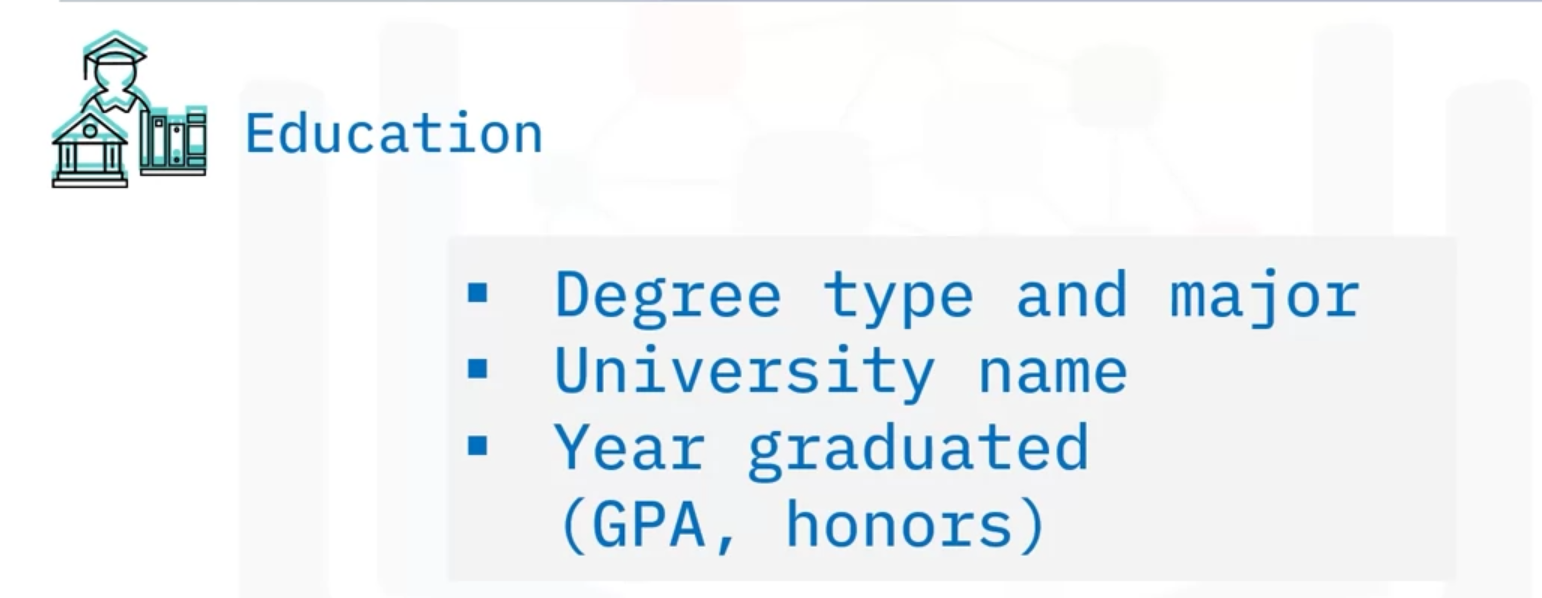 Education
▪ Degree type and major
▪ University name
▪ Year graduated
(GPA, honors)